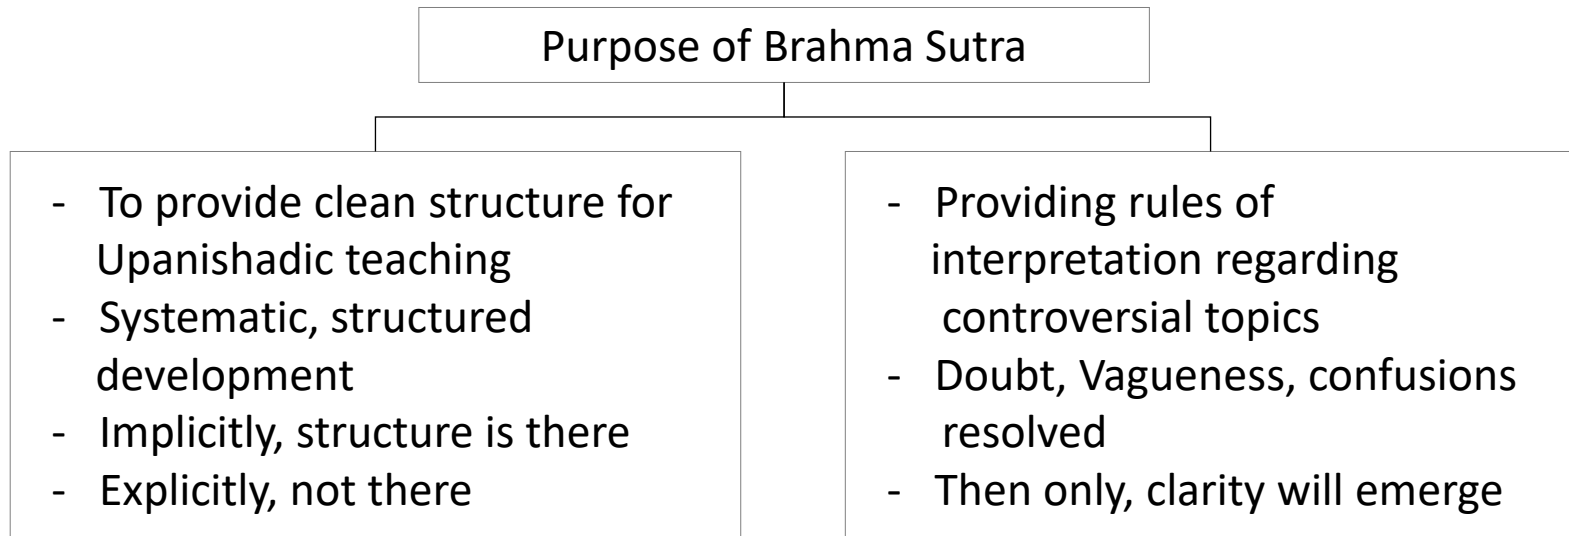 Purpose of Brahma Sutra
- To provide clean structure for
Upanishadic teaching
- Systematic, structured
development
- Implicitly, structure is there
- Explicitly, not there
- Providing rules of
interpretation regarding
controversial topics
- Doubt, Vagueness, confusions
resolved
- Then only, clarity will emerge